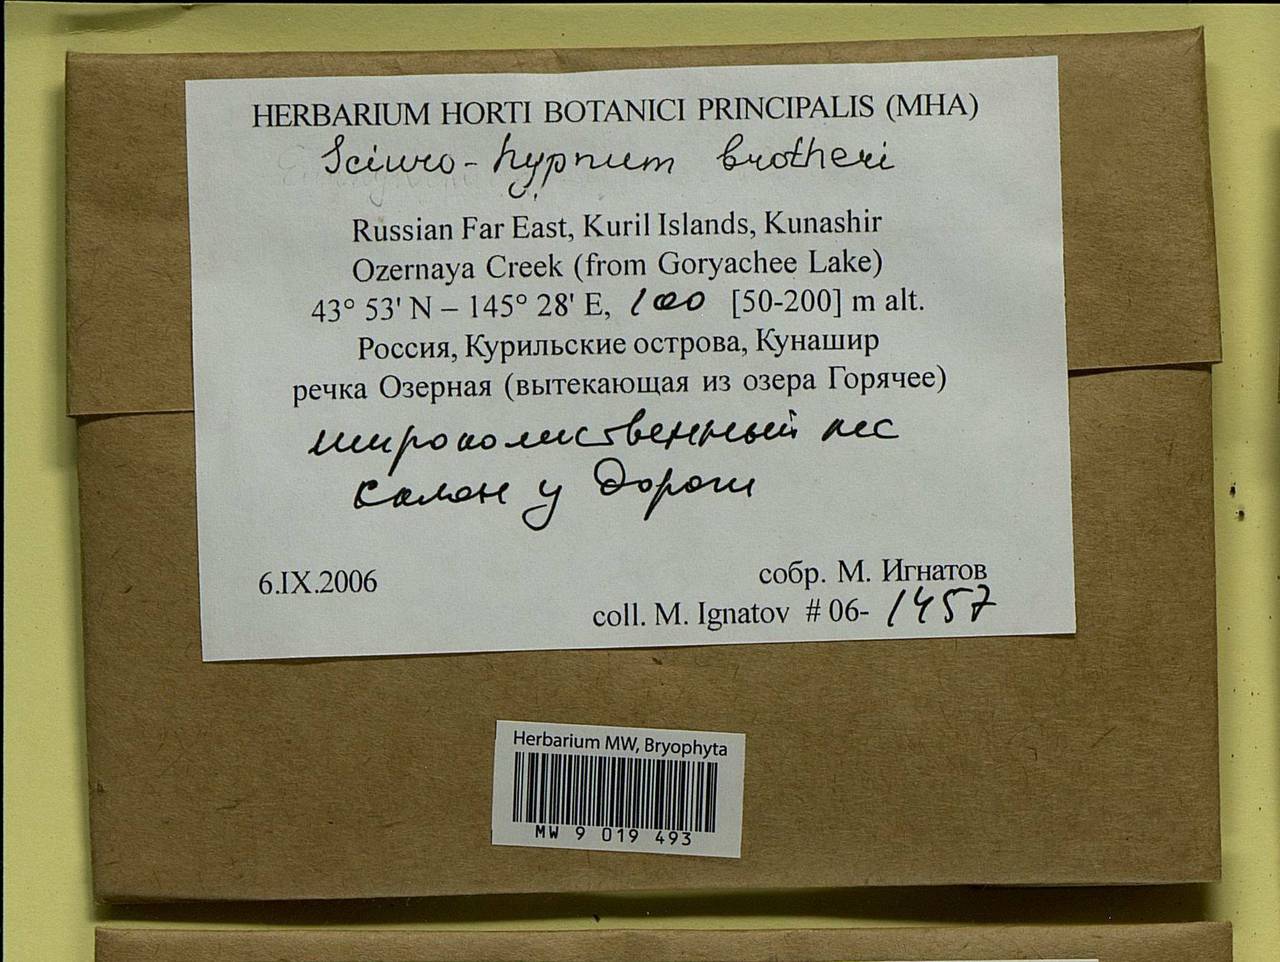 HERBARIUM HORTI BOTANICI PRINCIPALIS (MHA)
Sciuro-hypnum brotheri
Russian Far East, Kuril Islands, Kunashir
Ozernaya Creek (from Goryachee Lake)
43° 53' N – 145° 28' E, 100 [50-200] m alt.
Россия, Курильские острова, Кунашир
речка Озерная (вытекающая из озера Горячее)
широколиственный лес
склон у дороги
6.IX.2006
собр. М. Игнатов
coll. M. Ignatov # 06- 1457
Herbarium MW, Bryophyta
MW 9 019 493